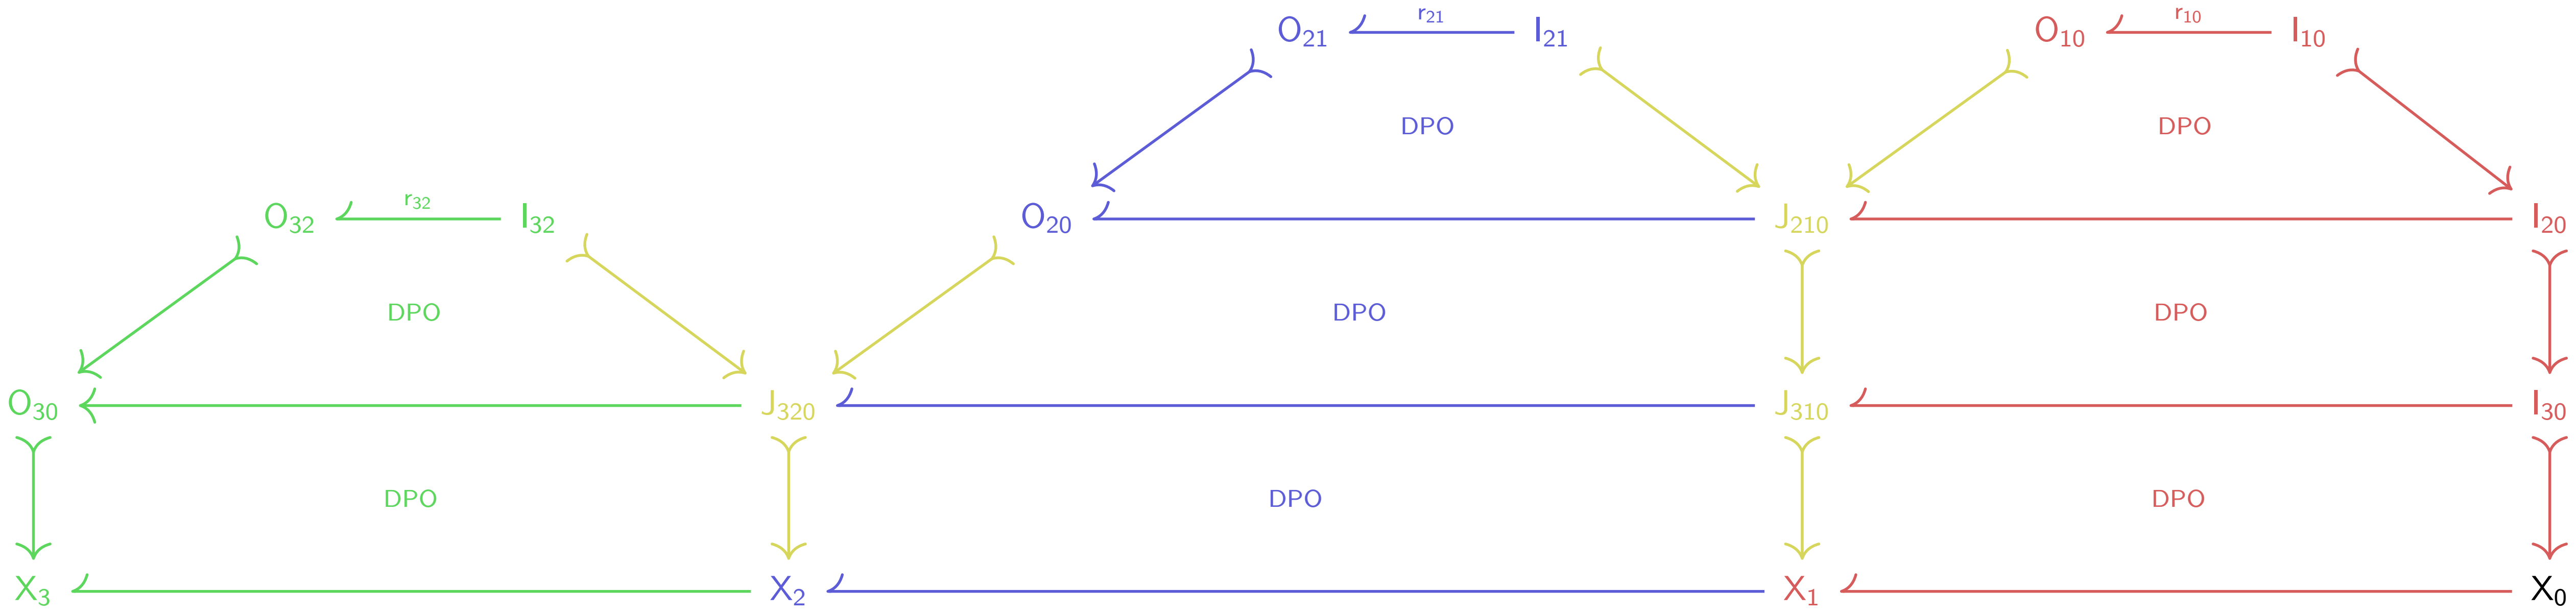 O21 r21 I21 O10 r10 I10
DPO DPO
O32 r32 I32 O20 J210 I20
DPO DPO DPO
O30 J320 J310 I30
DPO DPO DPO
X3 X2 X1 X0